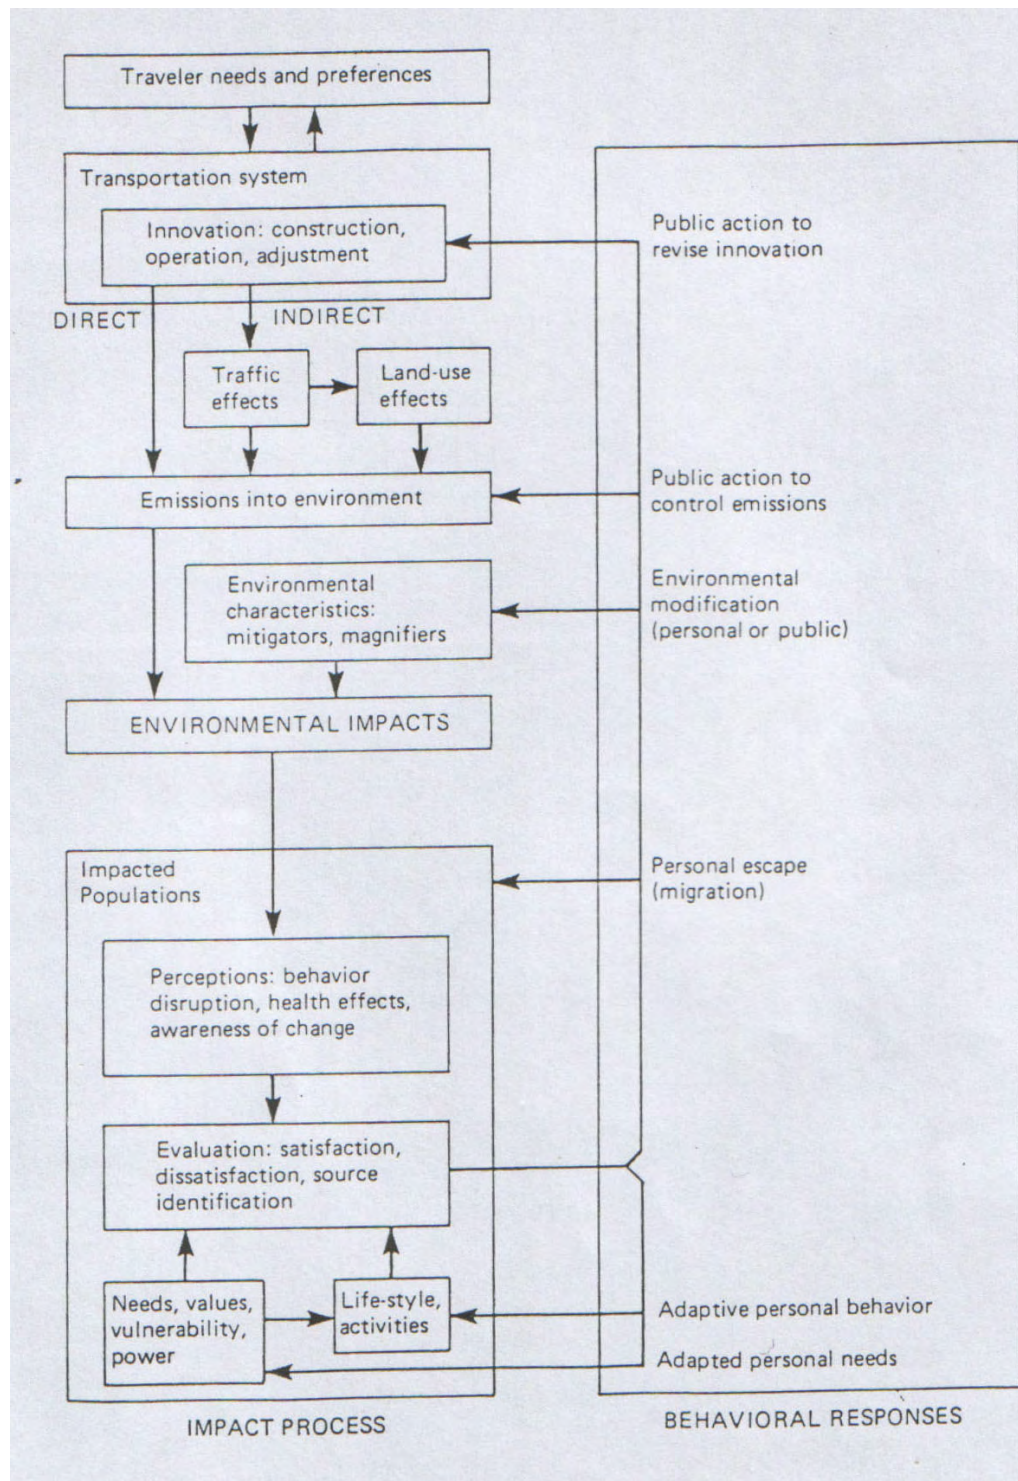 Traveler needs and preferences
Transportation system
Innovation: construction,
operation, adjustment
DIRECT
INDIRECT
Traffic
effects
Land-use
effects
Emissions into environment
Environmental
characteristics:
mitigators, magnifiers
ENVIRONMENTAL IMPACTS
Impacted
Populations
Perceptions: behavior
disruption, health effects,
awareness of change
Evaluation: satisfaction,
dissatisfaction, source
identification
Needs, values,
vulnerability,
power
Life-style,
activities
IMPACT PROCESS
Public action to
revise innovation
Public action to
control emissions
Environmental
modification
(personal or public)
Personal escape
(migration)
Adaptive personal behavior
Adapted personal needs
BEHAVIORAL RESPONSES